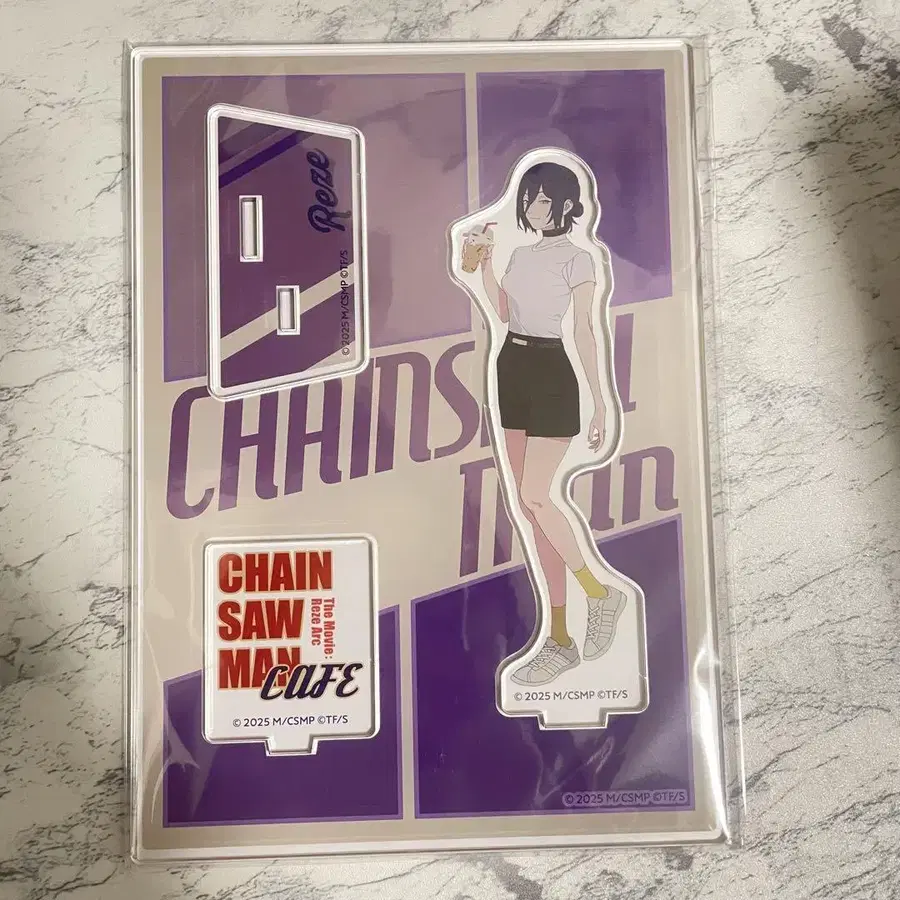 Reze
© 2025 M/CSMP ©TF/S
CHAINS
man
CHAIN
SAW
MAN
The Movie:
Reze Arc
CAFE
© 2025 M/CSMP ©TF/S
© 2025 M/CSMP ©TF/S
© 2025 M/CSMP ©TF/S